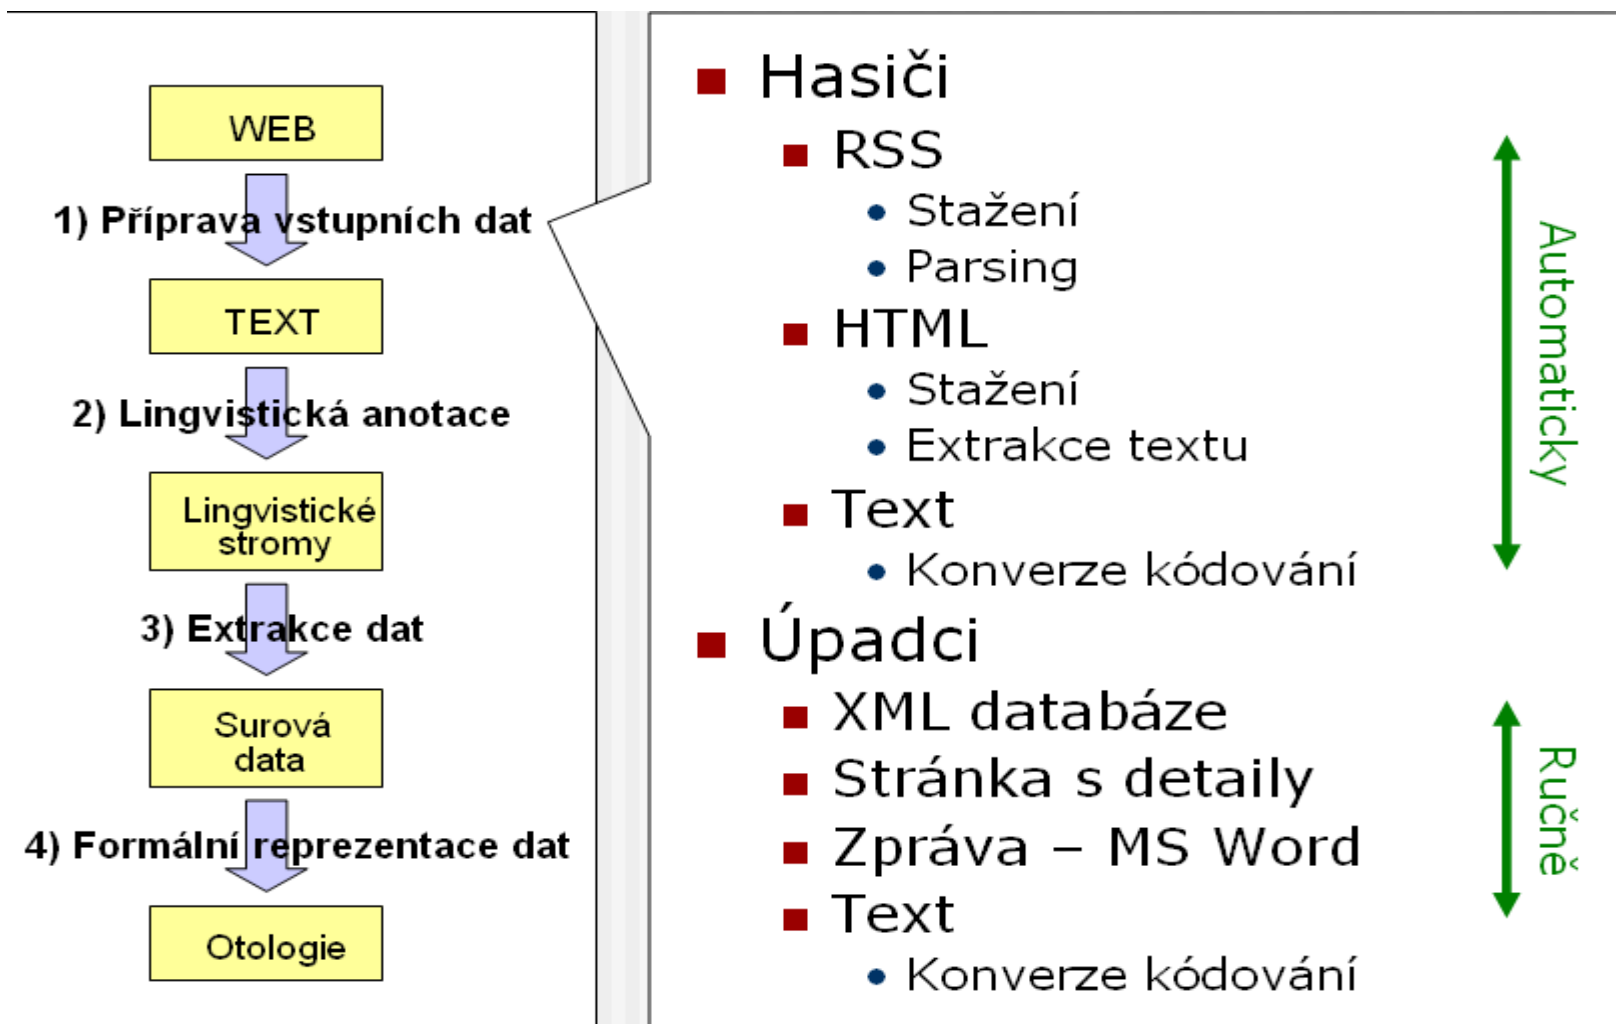 WEB
1) Příprava vstupních dat
TEXT
2) Lingvistická anotace
Lingvistické
stromy
3) Extrakce dat
Surová
data
4) Formální reprezentace dat
Otologie
Hasiči
RSS
Stažení
Parsing
HTML
Stažení
Extrakce textu
Text
Konverze kódování
Úpadci
XML databáze
Stránka s detaily
Zpráva – MS Word
Text
Konverze kódování
Automaticky
Ručně